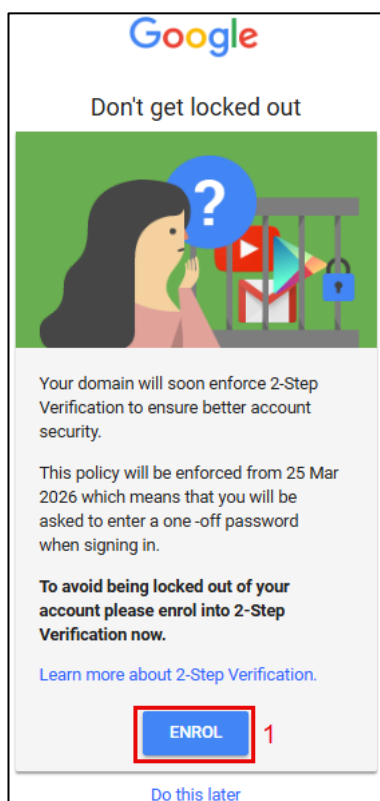 Google
Don't get locked out
?
Your domain will soon enforce 2-Step
Verification to ensure better account
security.
This policy will be enforced from 25 Mar
2026 which means that you will be
asked to enter a one -off password
when signing in.
To avoid being locked out of your
account please enrol into 2-Step
Verification now.
Learn more about 2-Step Verification.
ENROL 1
Do this later